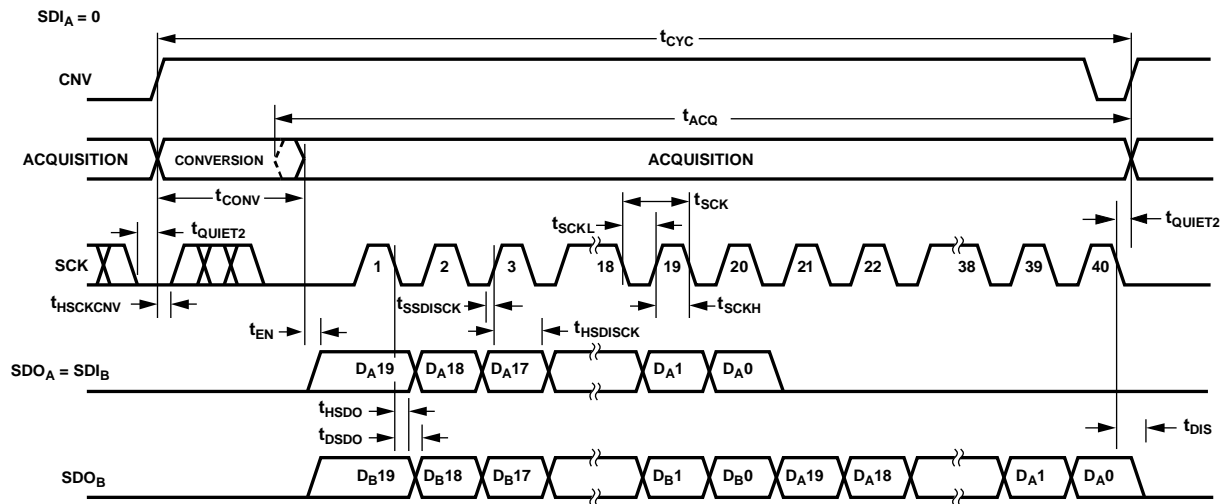 SDIA = 0
tCYC
CNV
tACQ
ACQUISITION CONVERSION ACQUISITION
tCONV
tSCK
tSCKL
tQUIET2 tQUIET2
SCK 1 2 3 18 19 20 21 22 38 39 40
tHSCKCNV tSSDISCK tSCKH
tEN tHSDISCK
SDOA = SDIB DA19 DA18 DA17 DA1 DA0
tHSDO
tDSDO tDIS
SDOB DB19 DB18 DB17 DB1 DB0 DA19 DA18 DA1 DA0